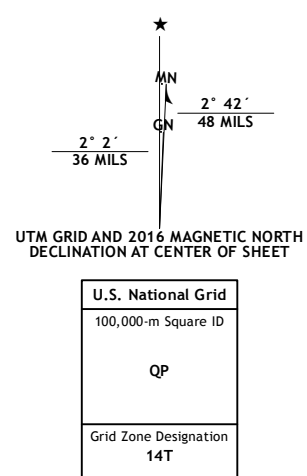 ★
MN
GN
2° 42´
48 MILS
2° 2´
36 MILS
UTM GRID AND 2016 MAGNETIC NORTH
DECLINATION AT CENTER OF SHEET
U.S. National Grid
100,000-m Square ID
QP
Grid Zone Designation
14T